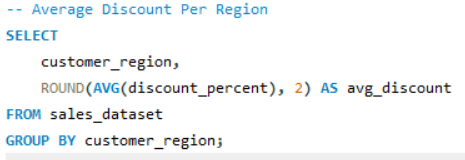 -- Average Discount Per Region
SELECT
    customer_region,
    ROUND(AVG(discount_percent), 2) AS avg_discount
FROM sales_dataset
GROUP BY customer_region;